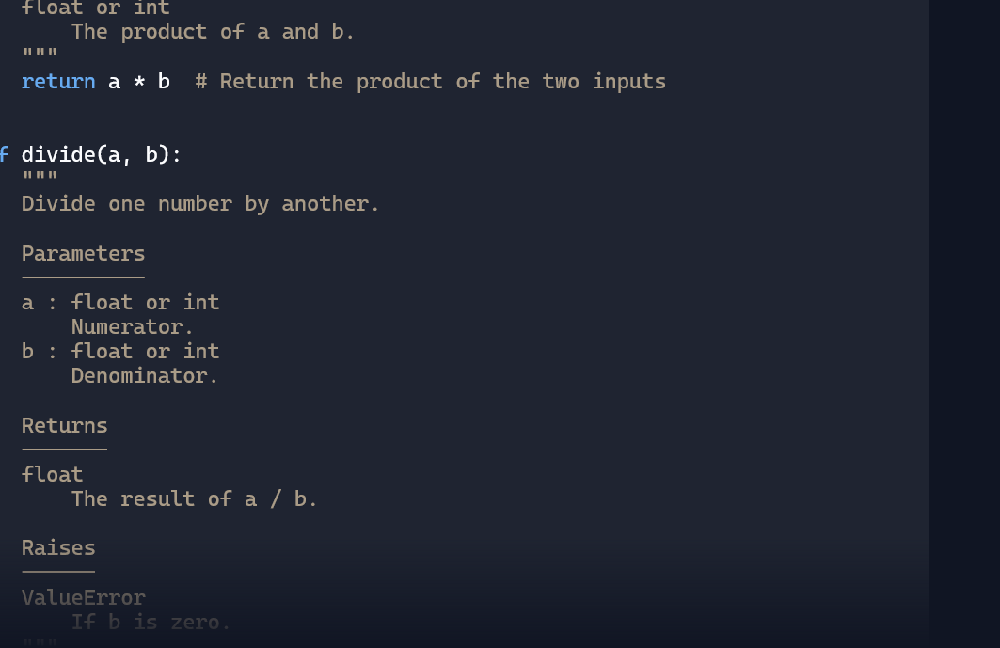 float or int
The product of a and b.
"""
return a * b  # Return the product of the two inputs
f divide(a, b):
"""
Divide one number by another.
Parameters
----------
a : float or int
Numerator.
b : float or int
Denominator.
Returns
-------
float
The result of a / b.
Raises
------
ValueError
If b is zero.
"""